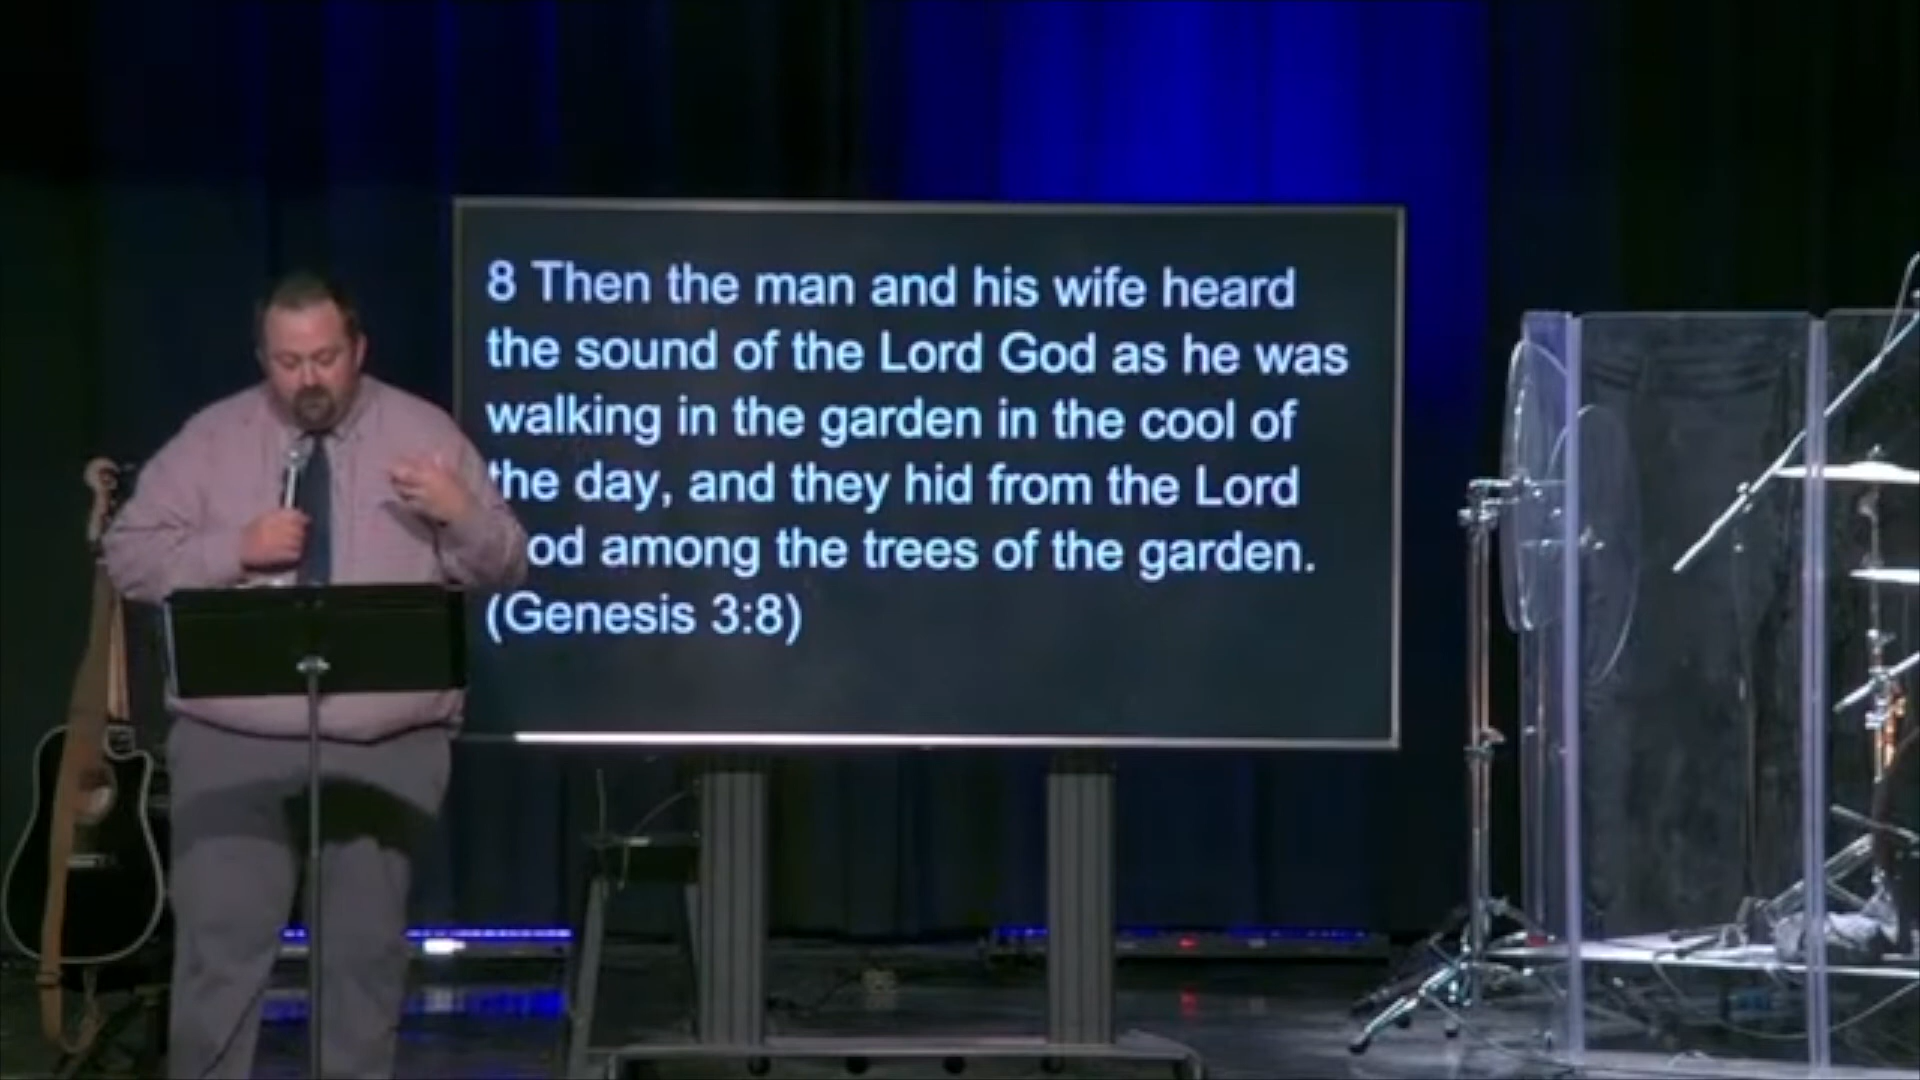 8 Then the man and his wife heard
the sound of the Lord God as he was
walking in the garden in the cool of
the day, and they hid from the Lord
od among the trees of the garden.
(Genesis 3:8)